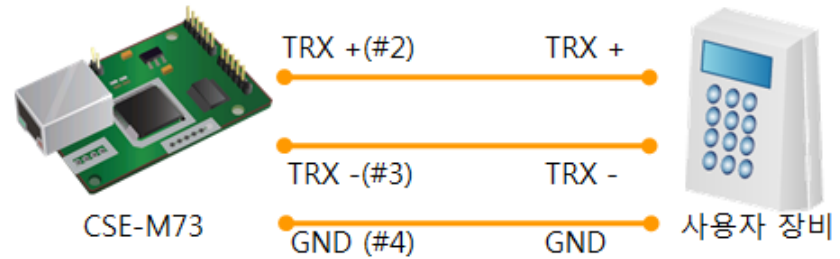 TRX +(#2) TRX +
TRX -(#3) TRX -
CSE-M73 GND (#4) GND 사용자 장비